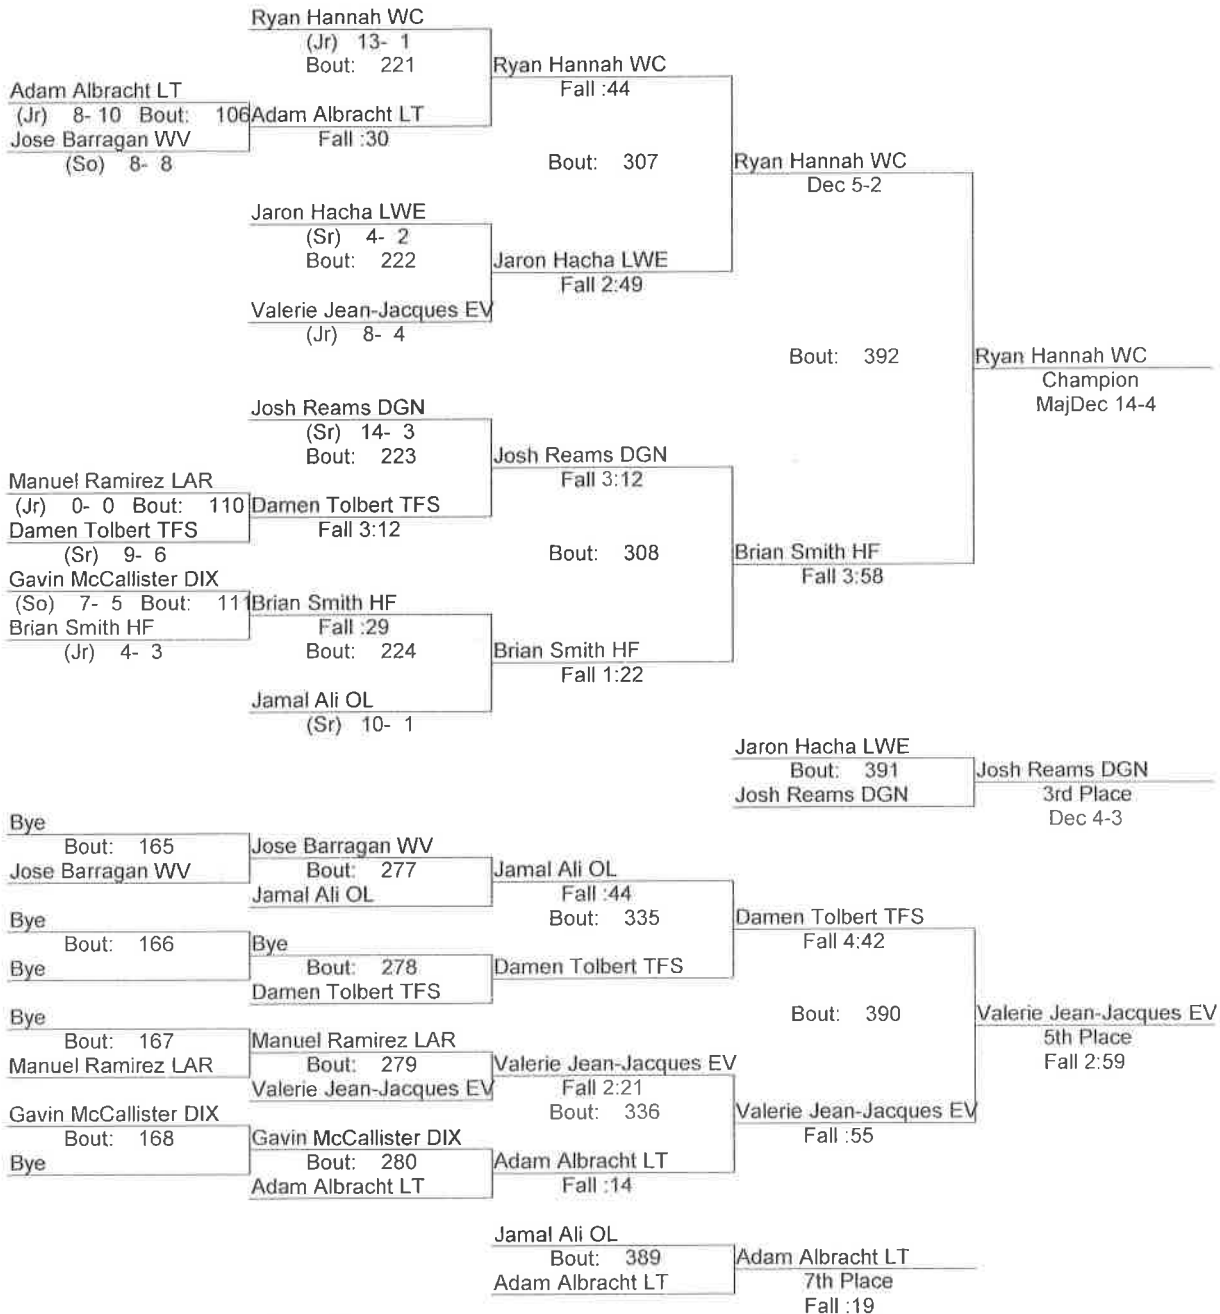 Ryan Hannah WC
(Jr) 13- 1
Bout: 221
Ryan Hannah WC
Fall :44
Adam Albracht LT
(Jr) 8- 10 Bout: 106
Adam Albracht LT
Fall :30
Jose Barragan WV
(So) 8- 8
Bout: 307
Ryan Hannah WC
Dec 5-2
Jaron Hacha LWE
(Sr) 4- 2
Bout: 222
Jaron Hacha LWE
Fall 2:49
Valerie Jean-Jacques EV
(Jr) 8- 4
Bout: 392
Ryan Hannah WC
Champion
MajDec 14-4
Josh Reams DGN
(Sr) 14- 3
Bout: 223
Josh Reams DGN
Fall 3:12
Manuel Ramirez LAR
(Jr) 0- 0 Bout: 110
Damen Tolbert TFS
Fall 3:12
Damen Tolbert TFS
(Sr) 9- 6
Bout: 308
Brian Smith HF
Fall 3:58
Gavin McCallister DIX
(So) 7- 5 Bout: 111
Brian Smith HF
Fall :29
Brian Smith HF
(Jr) 4- 3
Bout: 224
Brian Smith HF
Fall 1:22
Jamal Ali OL
(Sr) 10- 1
Jaron Hacha LWE
Bout: 391
Josh Reams DGN
Josh Reams DGN
3rd Place
Dec 4-3
Bye
Bout: 165
Jose Barragan WV
Jose Barragan WV
Bout: 277
Jamal Ali OL
Jamal Ali OL
Fall :44
Bout: 335
Bye
Bout: 166
Bye
Bye
Bout: 278
Damen Tolbert TFS
Damen Tolbert TFS
Damen Tolbert TFS
Fall 4:42
Bout: 390
Valerie Jean-Jacques EV
5th Place
Fall 2:59
Bye
Bout: 167
Manuel Ramirez LAR
Manuel Ramirez LAR
Bout: 279
Valerie Jean-Jacques EV
Valerie Jean-Jacques EV
Fall 2:21
Bout: 336
Valerie Jean-Jacques EV
Fall :55
Gavin McCallister DIX
Bout: 168
Bye
Gavin McCallister DIX
Bout: 280
Adam Albracht LT
Adam Albracht LT
Fall :14
Jamal Ali OL
Bout: 389
Adam Albracht LT
Adam Albracht LT
7th Place
Fall :19